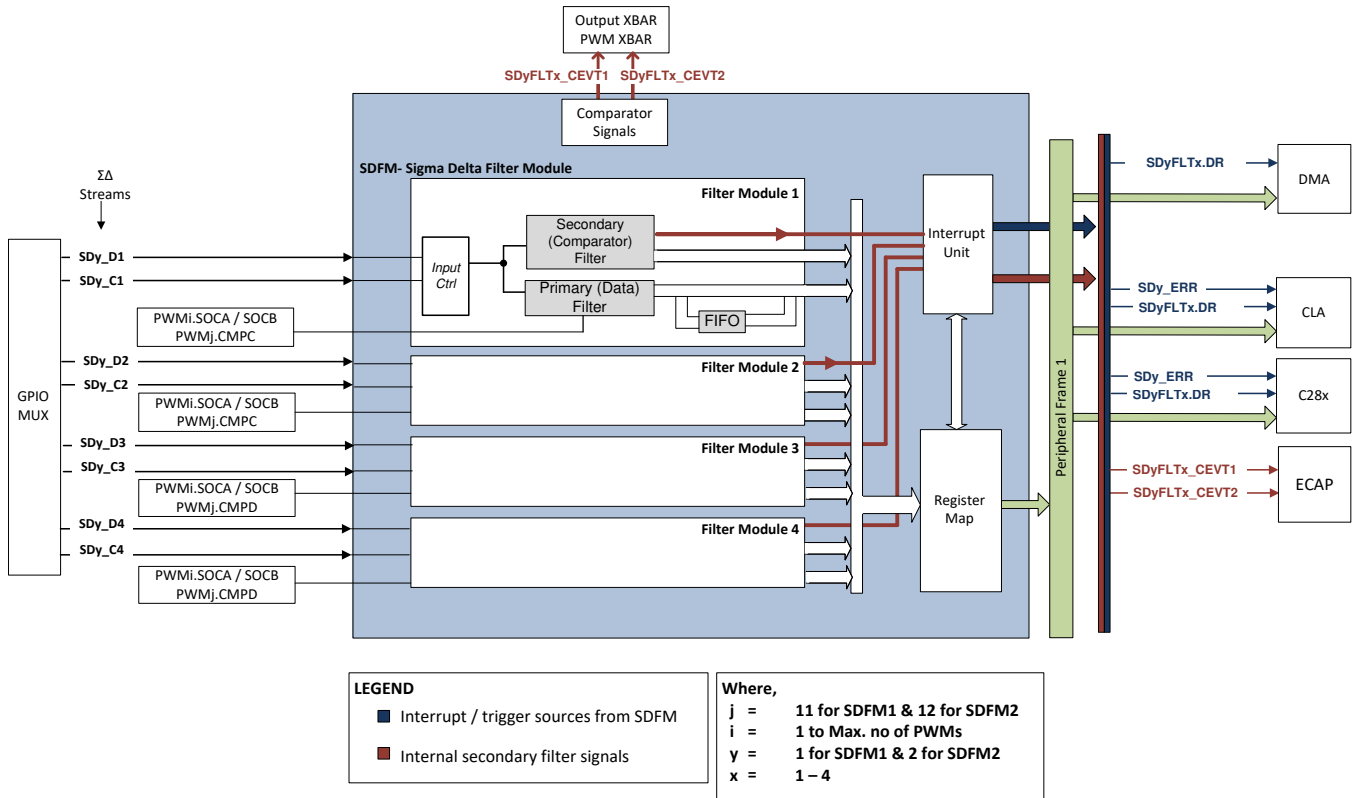 Output XBAR
PWM XBAR
SDyFLTx_CEVT1
SDyFLTx_CEVT2
Comparator
Signals
SDFM- Sigma Delta Filter Module
ΣΔ
Streams
GPIO
MUX
SDy_D1
SDy_C1
PWMi.SOCA / SOCB
PWMj.CMPC
SDy_D2
SDy_C2
PWMi.SOCA / SOCB
PWMj.CMPC
SDy_D3
SDy_C3
PWMi.SOCA / SOCB
PWMj.CMPD
SDy_D4
SDy_C4
PWMi.SOCA / SOCB
PWMj.CMPD
Filter Module 1
Input
Ctrl
Secondary
(Comparator)
Filter
Primary (Data)
Filter
FIFO
Filter Module 2
Filter Module 3
Filter Module 4
Interrupt
Unit
Register
Map
Peripheral Frame 1
SDyFLTx.DR
DMA
SDy_ERR
SDyFLTx.DR
CLA
SDy_ERR
SDyFLTx.DR
C28x
SDyFLTx_CEVT1
SDyFLTx_CEVT2
ECAP
LEGEND
Interrupt / trigger sources from SDFM
Internal secondary filter signals
Where,
j = 11 for SDFM1 & 12 for SDFM2
i = 1 to Max. no of PWMs
y = 1 for SDFM1 & 2 for SDFM2
x = 1 – 4